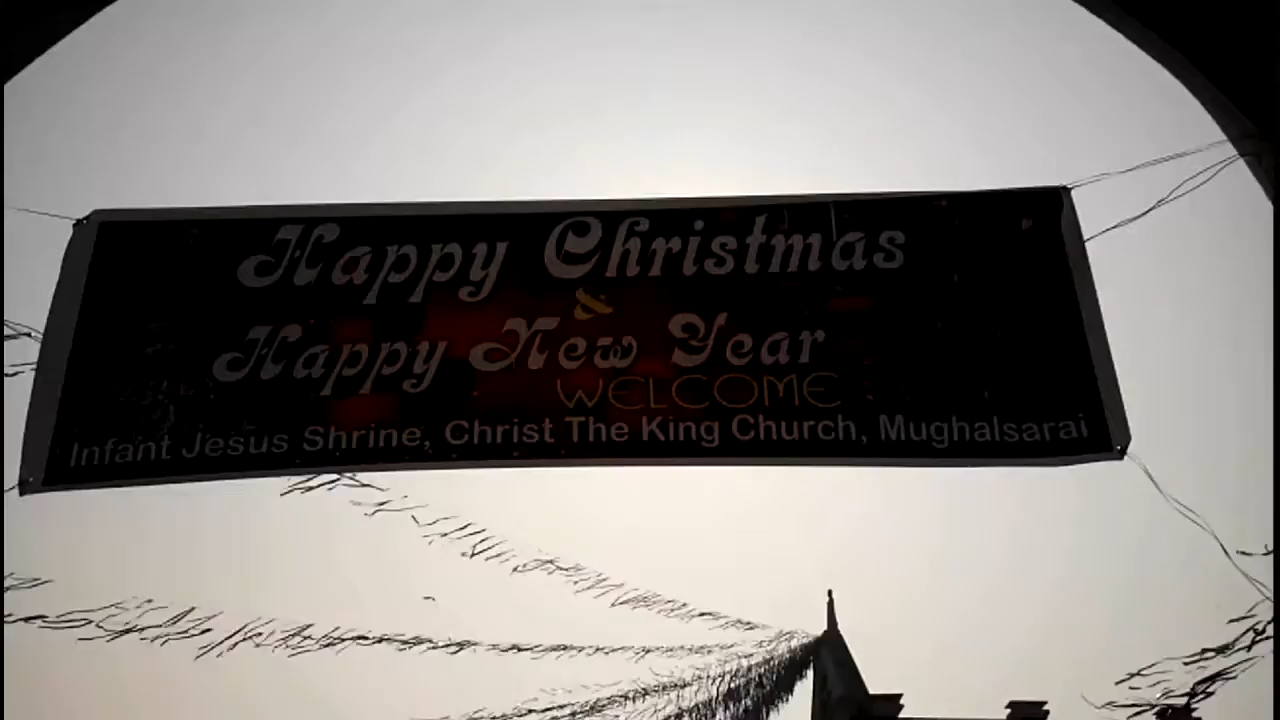 Happy Christmas
&
Happy New Year
WELCOME
Infant Jesus Shrine, Christ The King Church, Mughalsarai